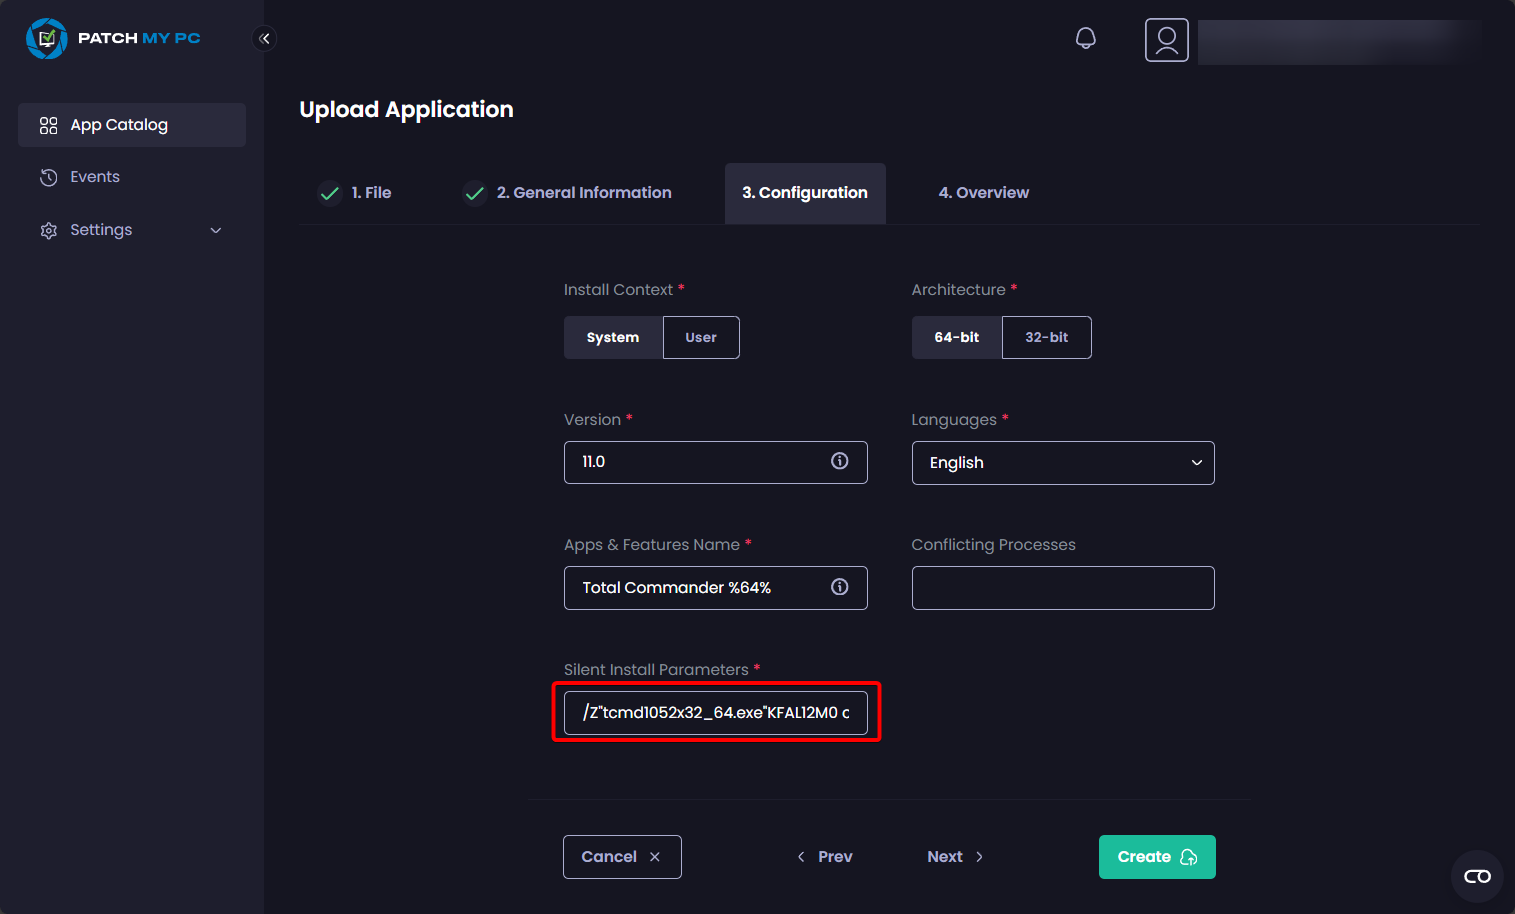 PATCH MY PC
App Catalog
Events
Settings
Upload Application
1. File
2. General Information
3. Configuration
4. Overview
Install Context *
Architecture *
System
User
64-bit
32-bit
Version *
Languages *
11.0
English
Apps & Features Name *
Conflicting Processes
Total Commander %64%
Silent Install Parameters *
/Z"tcmd1052x32_64.exe"KFAL12M0 c
Cancel
Prev
Next
Create